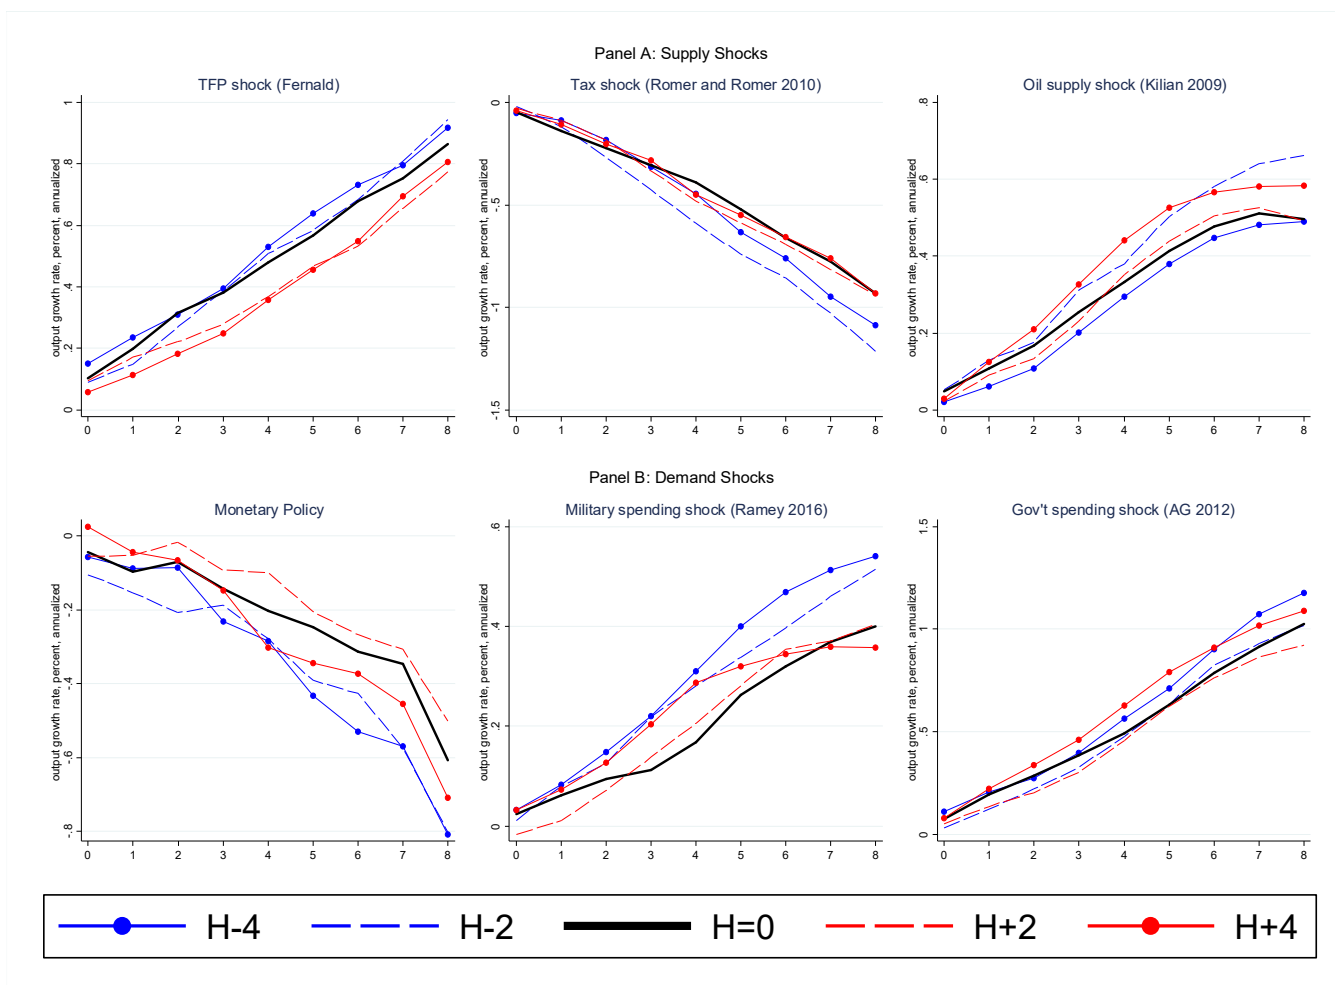 Panel A: Supply Shocks
TFP shock (Fernald)
output growth rate, percent, annualized
1
.8
.6
.4
.2
0
0 1 2 3 4 5 6 7 8
Tax shock (Romer and Romer 2010)
output growth rate, percent, annualized
0
-.5
-1
-1.5
0 1 2 3 4 5 6 7 8
Oil supply shock (Kilian 2009)
output growth rate, percent, annualized
.8
.6
.4
.2
0
0 1 2 3 4 5 6 7 8
Panel B: Demand Shocks
Monetary Policy
output growth rate, percent, annualized
0
-.2
-.4
-.6
-.8
0 1 2 3 4 5 6 7 8
Military spending shock (Ramey 2016)
output growth rate, percent, annualized
.6
.4
.2
0
0 1 2 3 4 5 6 7 8
Gov't spending shock (AG 2012)
output growth rate, percent, annualized
1.5
1
.5
0
0 1 2 3 4 5 6 7 8
H-4 H-2 H=0 H+2 H+4